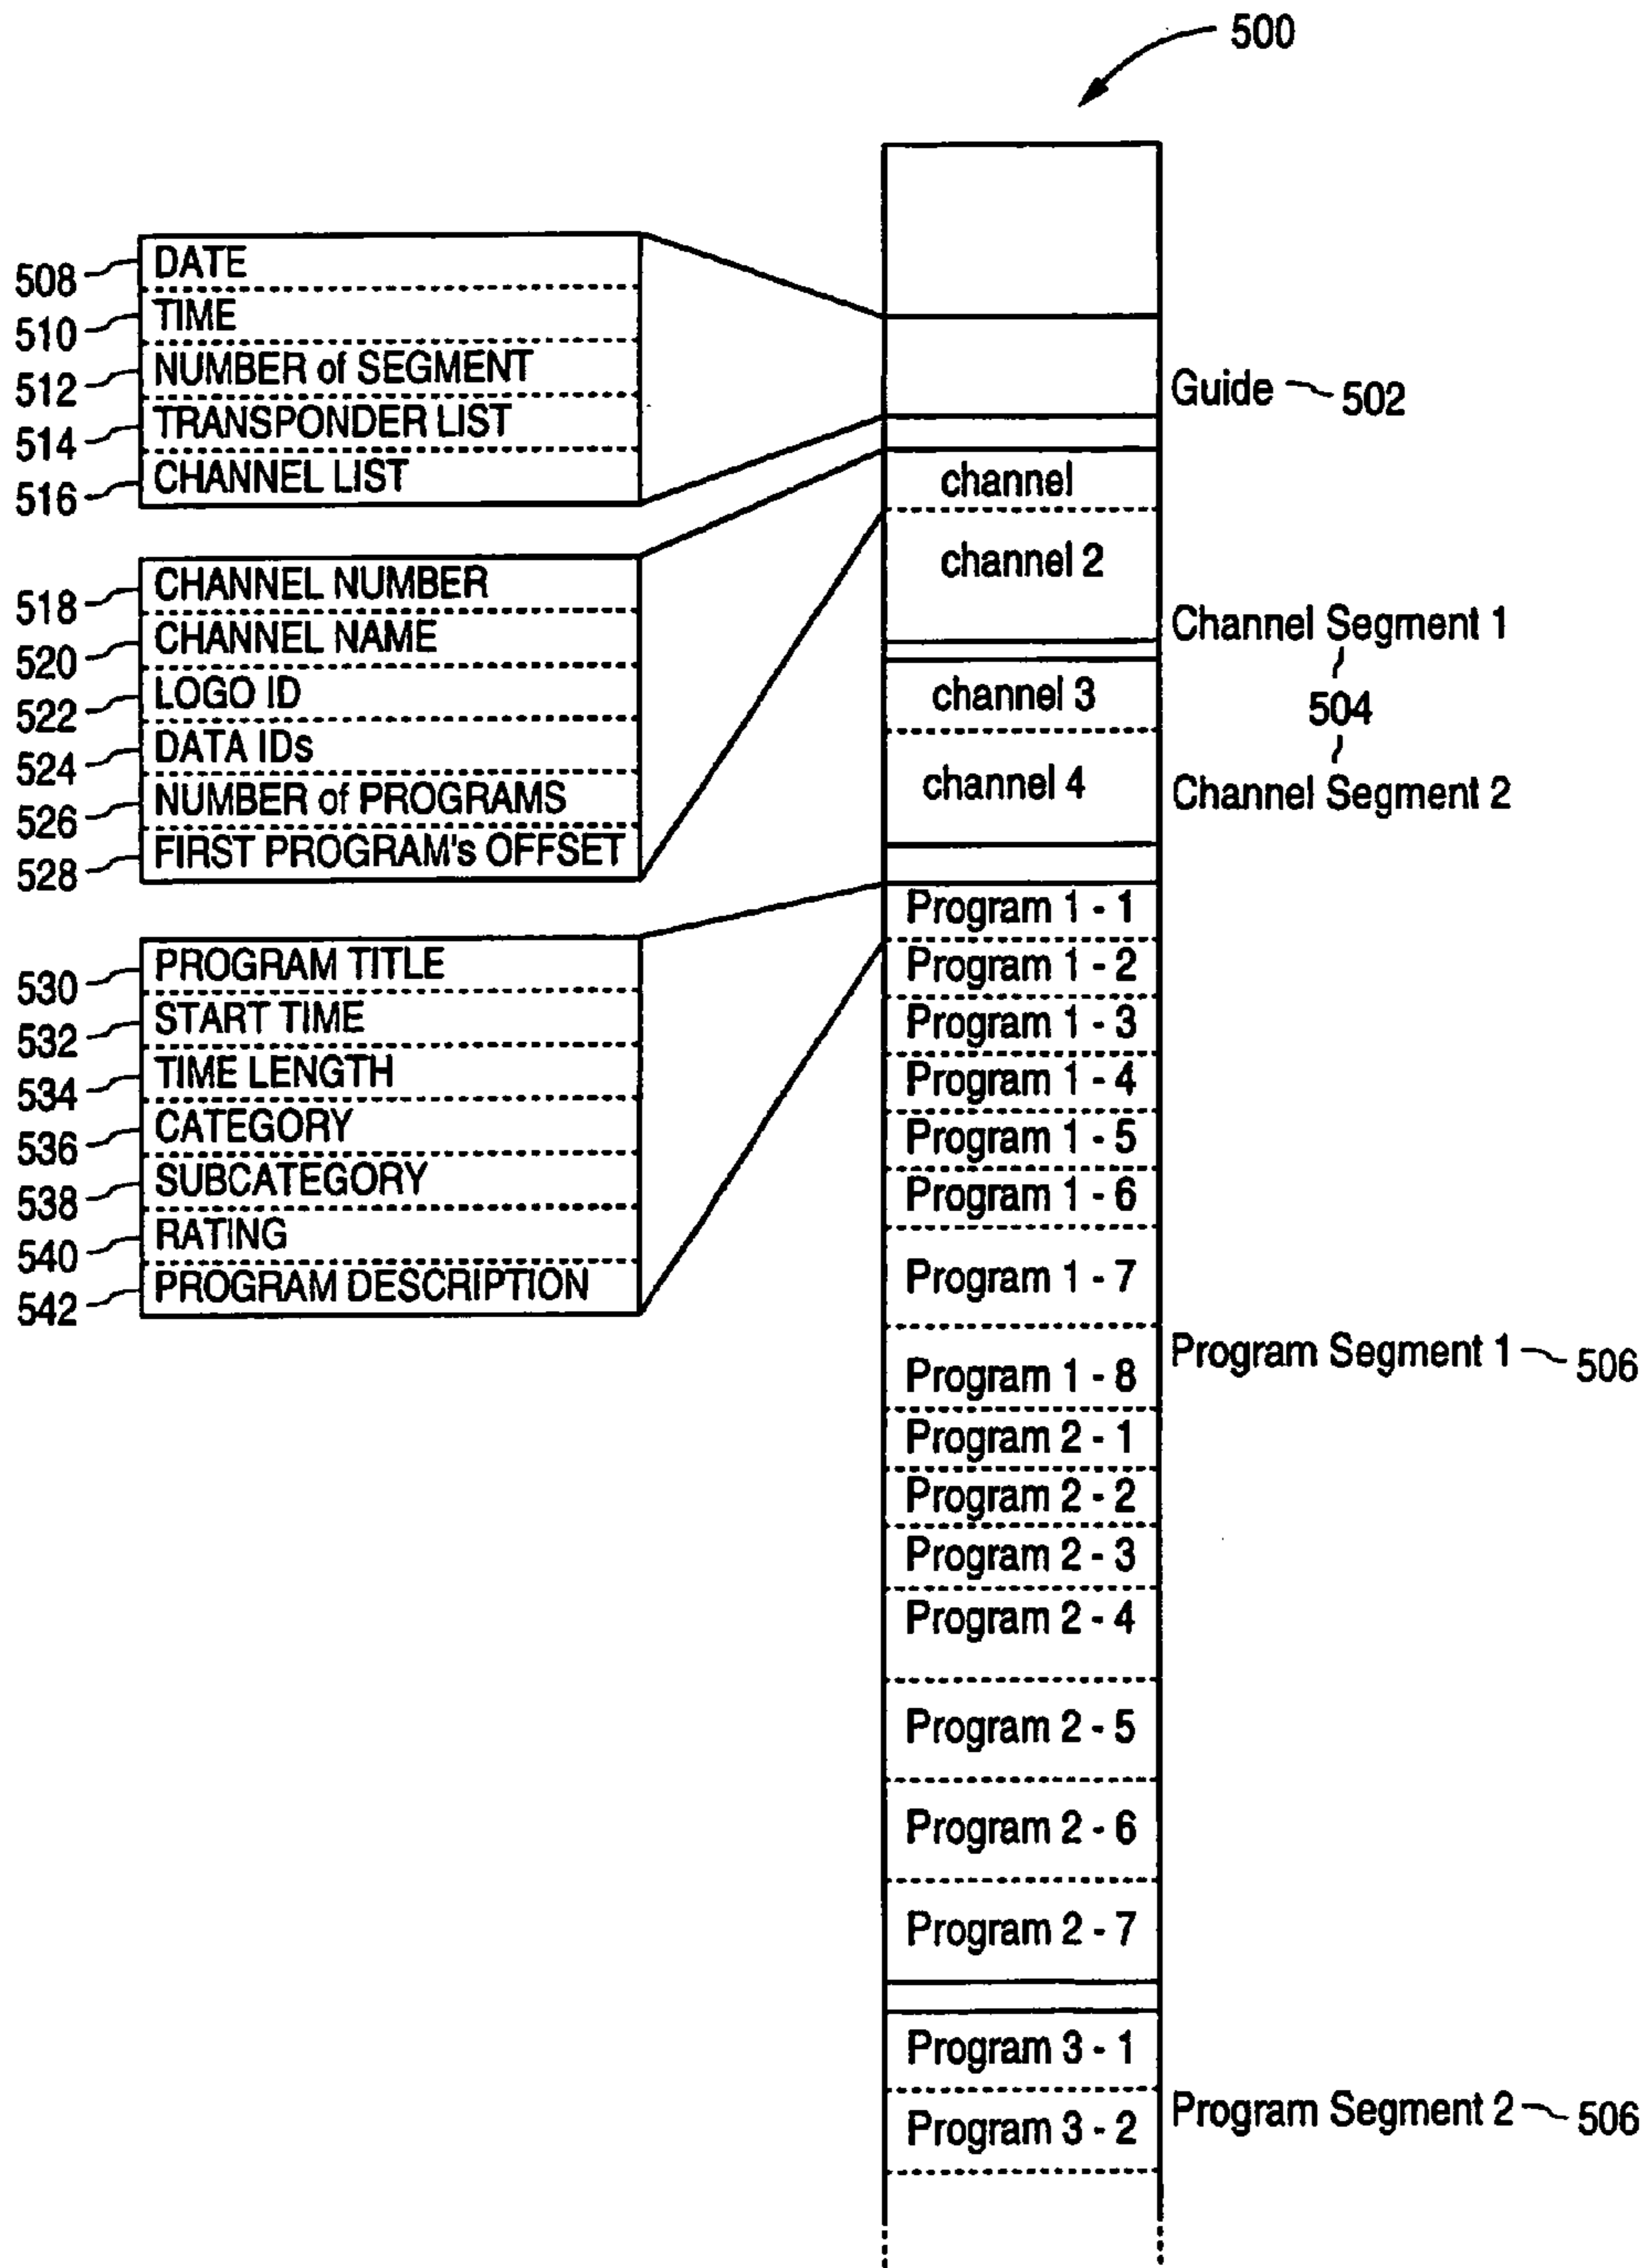 500
508 DATE
510 TIME
512 NUMBER of SEGMENT
514 TRANSPONDER LIST
516 CHANNEL LIST
Guide 502
518 CHANNEL NUMBER
520 CHANNEL NAME
522 LOGO ID
524 DATA IDs
526 NUMBER of PROGRAMS
528 FIRST PROGRAM's OFFSET
channel
channel 2
Channel Segment 1
504
channel 3
channel 4
Channel Segment 2
530 PROGRAM TITLE
532 START TIME
534 TIME LENGTH
536 CATEGORY
538 SUBCATEGORY
540 RATING
542 PROGRAM DESCRIPTION
Program 1 - 1
Program 1 - 2
Program 1 - 3
Program 1 - 4
Program 1 - 5
Program 1 - 6
Program 1 - 7
Program Segment 1 506
Program 1 - 8
Program 2 - 1
Program 2 - 2
Program 2 - 3
Program 2 - 4
Program 2 - 5
Program 2 - 6
Program 2 - 7
Program 3 - 1
Program Segment 2 506
Program 3 - 2